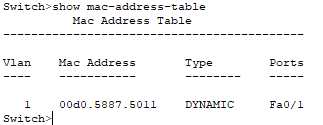 Switch>show mac-address-table
Mac Address Table
-------------------------------------------
Vlan Mac Address Type Ports
---- ----------- -------- -----
1 00d0.5887.5011 DYNAMIC Fa0/1
Switch>